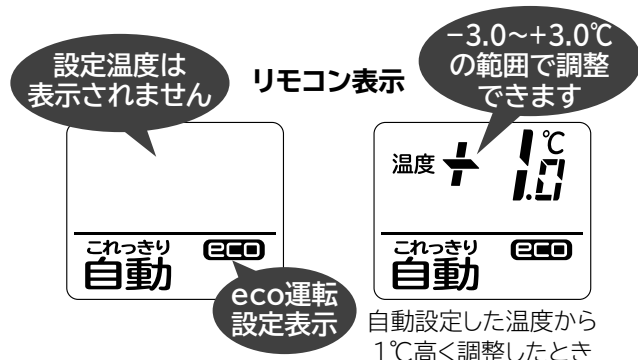 設定温度は
表示されません
リモコン表示
−3.0~+3.0℃
の範囲で調整
できます
これっきり
自動
eco
eco運転
設定表示
温度 + 1.0℃
これっきり
自動
eco
自動設定した温度から
1℃高く調整したとき